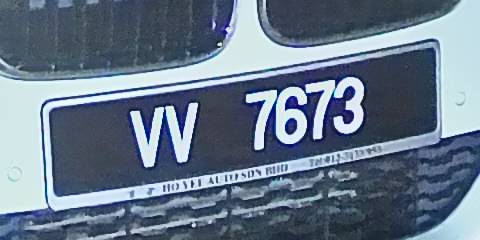 VV 7673
HO YEE AUTO SDN BHD